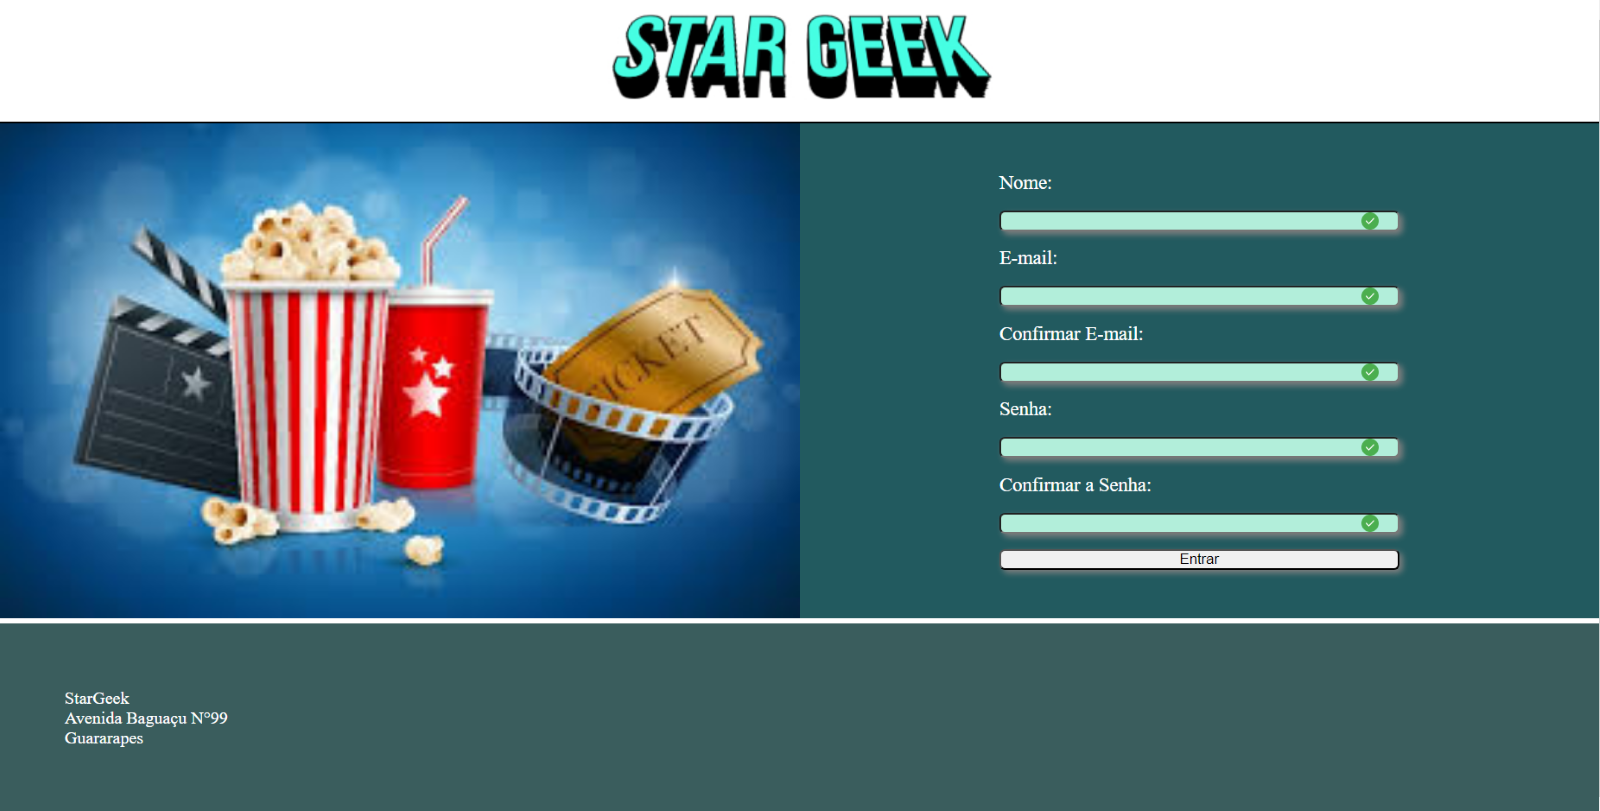 STAR GEEK
TICKET
Nome:
E-mail:
Confirmar E-mail:
Senha:
Confirmar a Senha:
Entrar
StarGeek
Avenida Baguaçu N°99
Guararapes